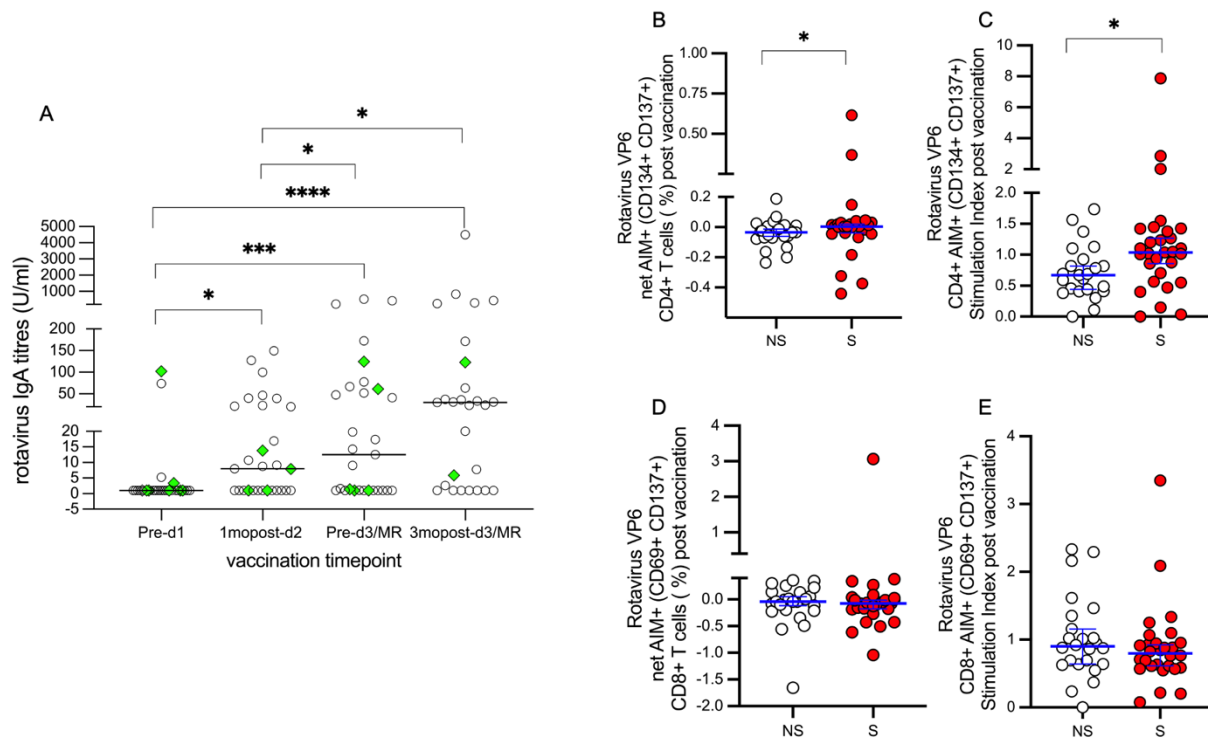 A
rotavirus IgA titres (U/ml)
5000
4000
3000
2000
1000
200
150
100
50
20
15
10
5
0
-5
*
***
****
*
*
Pre-d1
1mopost-d2
Pre-d3/MR
3mopost-d3/MR
vaccination timepoint
B
Rotavirus VP6
net AIM+ (CD134+ CD137+)
CD4+ T cells ( %) post vaccination
1.00
0.75
0.50
0.2
0.0
-0.2
-0.4
*
NS
S
C
Rotavirus VP6
CD4+ AIM+ (CD134+ CD137+)
Stimulation Index post vaccination
10
8
6
4
2
2.0
1.5
1.0
0.5
0.0
*
NS
S
D
Rotavirus VP6
net AIM+ (CD69+ CD137+)
CD8+ T cells ( %) post vaccination
4
3
2
1
0.0
-0.5
-1.0
-1.5
-2.0
NS
S
E
Rotavirus VP6
CD8+ AIM+ (CD69+ CD137+)
Stimulation Index post vaccination
4
3
2
1
0
NS
S